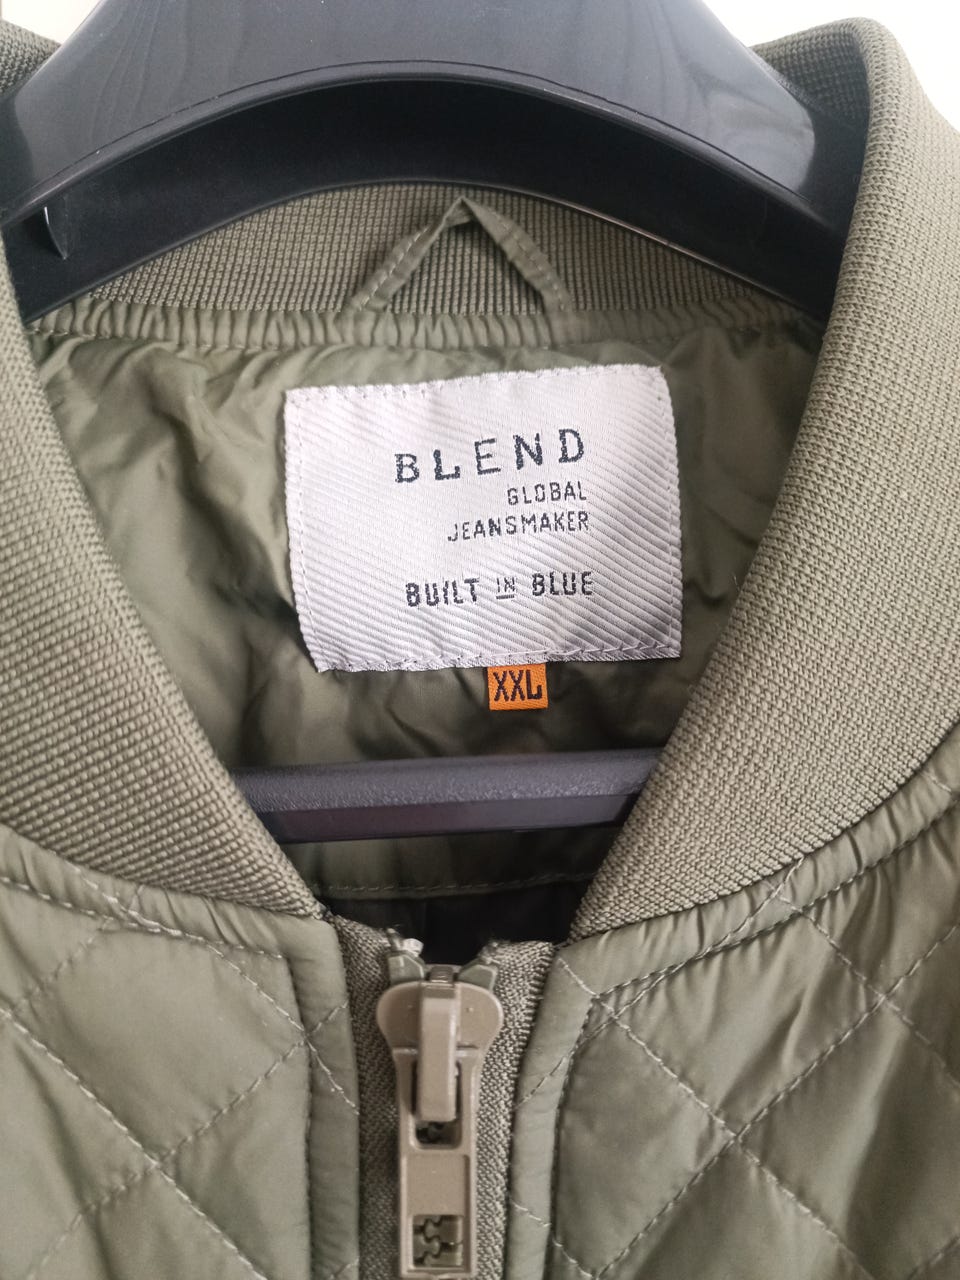 BLEND
GLOBAL
JEANSMAKER
BUILT IN BLUE
XXL